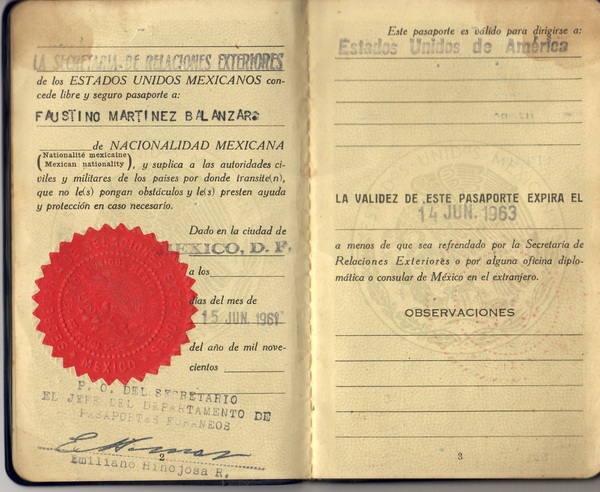 LA SECRETARIA DE RELACIONES EXTERIORES
de los ESTADOS UNIDOS MEXICANOS con-
cede libre y seguro pasaporte a:
FAUSTINO MARTINEZ BALANZARO
de NACIONALIDAD MEXICANA
(Nationalité mexicaine
Mexican nationality), y suplica a las autoridades ci-
viles y militares de los países por donde transite(n),
que no le(s) pongan obstáculos y le(s) presten ayuda
y protección en caso necesario.
Dado en la ciudad de
MEXICO, D. F.
a los
días del mes de
15 JUN. 1961
del año de mil nove-
cientos
P. O. DEL SECRETARIO
EL JEFE DEL DEPARTAMENTO DE
PASAPORTES FORANEOS
Emiliano Hinojosa R.
2
MEXICO
Este pasaporte es válido para dirigirse a:
Estados Unidos de América
LA VALIDEZ DE ESTE PASAPORTE EXPIRA EL
14 JUN. 1963
a menos de que sea refrendado por la Secretaría de
Relaciones Exteriores o por alguna oficina diplo-
mática o consular de México en el extranjero.
OBSERVACIONES
3